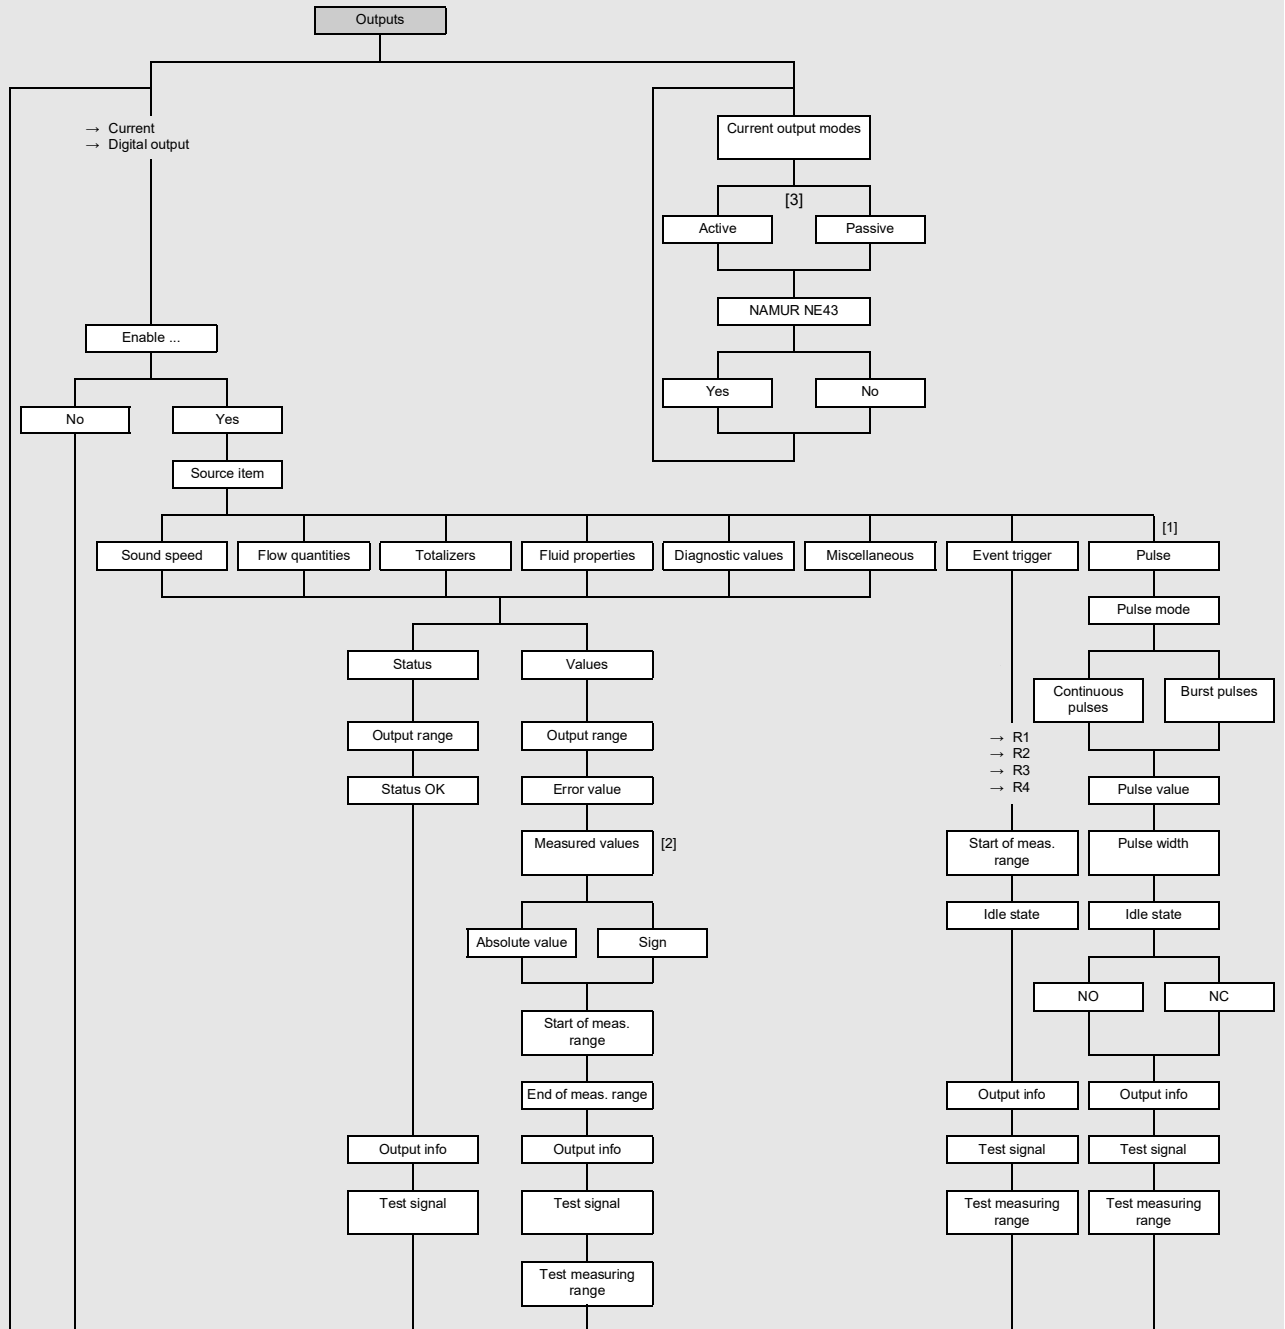 Outputs
→ Current
→ Digital output
Current output modes
[3]
Active
Passive
NAMUR NE43
Yes
No
Enable ...
No
Yes
Source item
[1]
Sound speed
Flow quantities
Totalizers
Fluid properties
Diagnostic values
Miscellaneous
Event trigger
Pulse
Pulse mode
Status
Values
Continuous
pulses
Burst pulses
Output range
Output range
→ R1
→ R2
→ R3
→ R4
Status OK
Error value
Pulse value
Measured values
[2]
Start of meas.
range
Pulse width
Idle state
Idle state
Absolute value
Sign
NO
NC
Start of meas.
range
End of meas. range
Output info
Output info
Output info
Output info
Test signal
Test signal
Test signal
Test signal
Test measuring
range
Test measuring
range
Test measuring
range